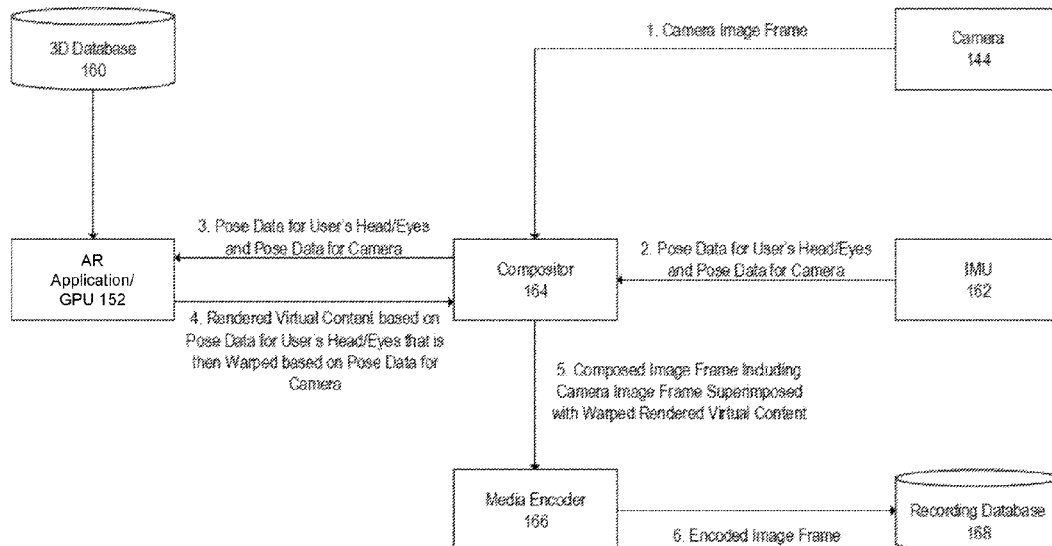 3D Database
160
1. Camera Image Frame
Camera
144
3. Pose Data for User's Head/Eyes
and Pose Data for Camera
AR
Application/
GPU 152
Compositor
164
2. Pose Data for User's Head/Eyes
and Pose Data for Camera
IMU
162
4. Rendered Virtual Content based on
Pose Data for User's Head/Eyes that is
then Warped based on Pose Data for
Camera
5. Composed Image Frame Including
Camera Image Frame Superimposed
with Warped Rendered Virtual Content
Media Encoder
166
6. Encoded Image Frame
Recording Database
168